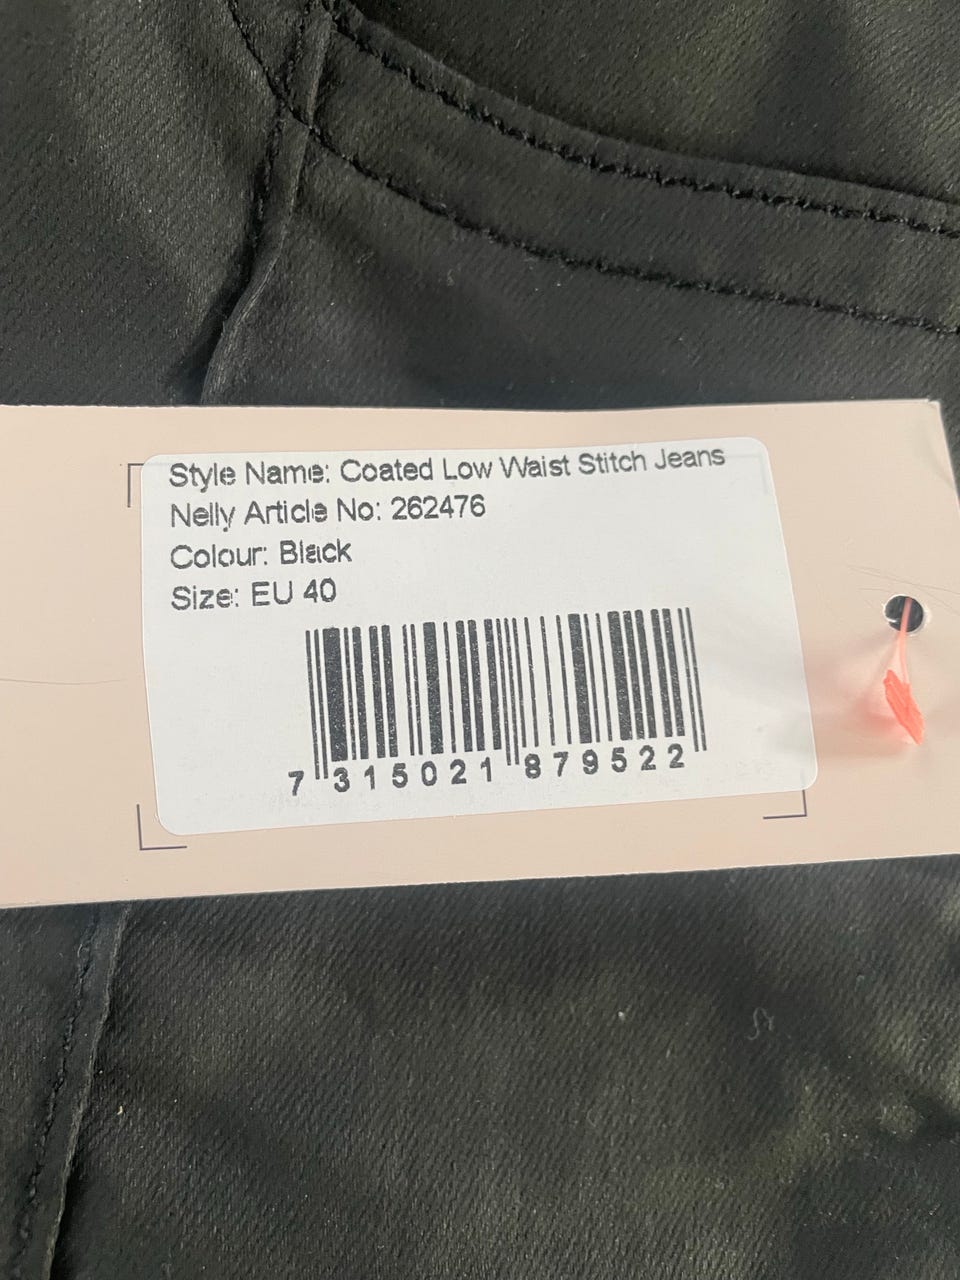 Style Name: Coated Low Waist Stitch Jeans
Nelly Article No: 262476
Colour: Black
Size: EU 40
7 315021 879522